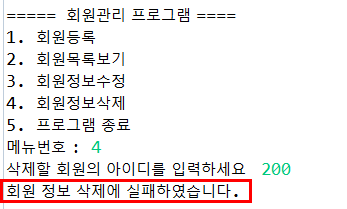 ===== 회원관리 프로그램 ====
1. 회원등록
2. 회원목록보기
3. 회원정보수정
4. 회원정보삭제
5. 프로그램 종료
메뉴번호 : 4
삭제할 회원의 아이디를 입력하세요  200
회원 정보 삭제에 실패하였습니다.